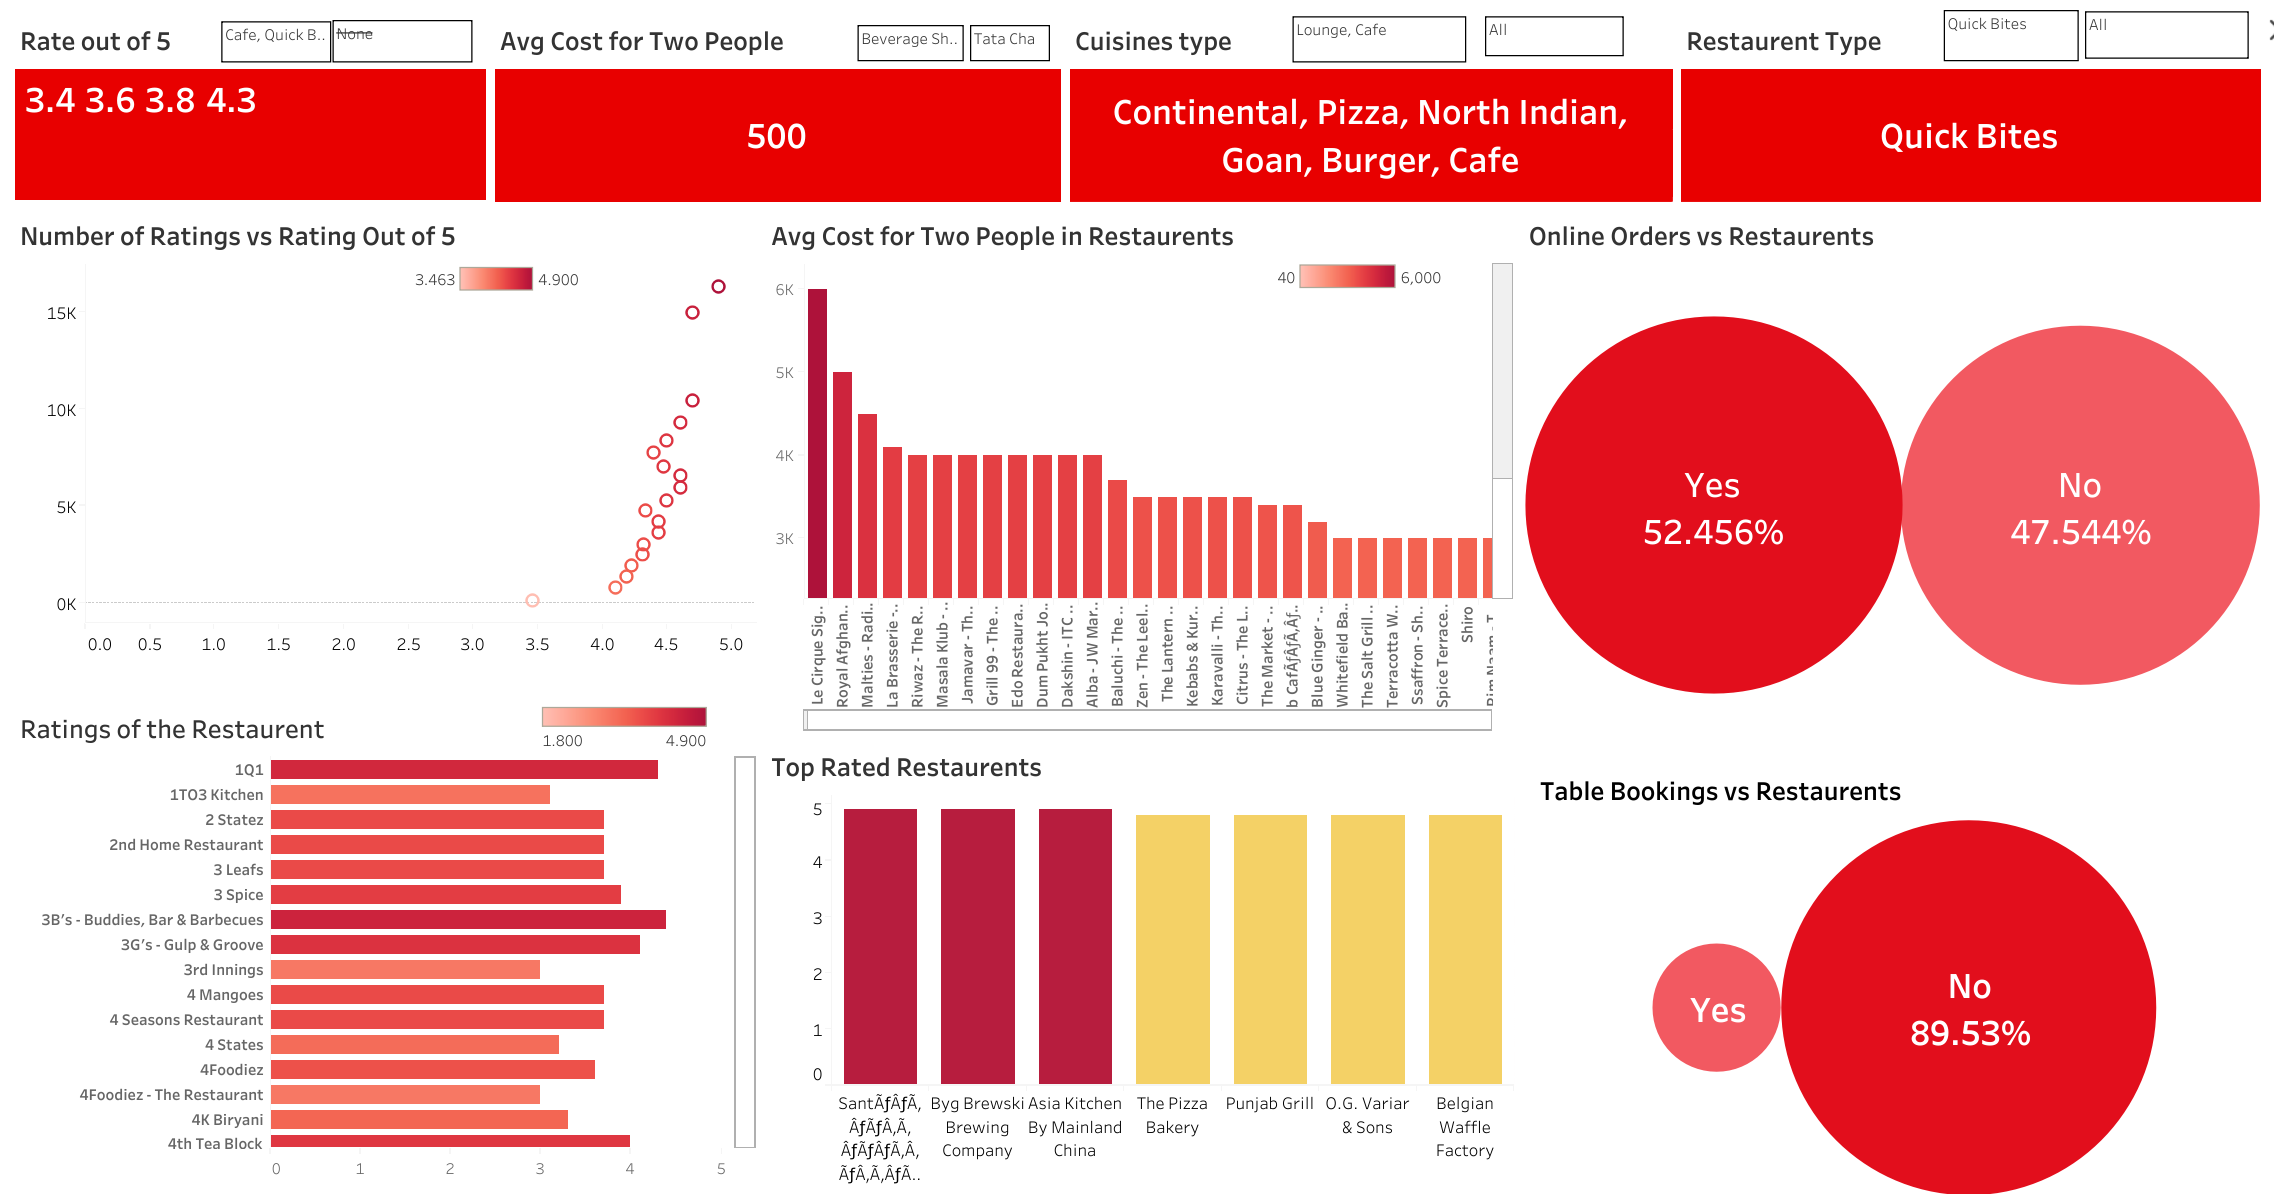 Rate out of 5
Cafe, Quick B..
None
Avg Cost for Two People
Beverage Sh..
Tata Cha
Cuisines type
Lounge, Cafe
All
Restaurent Type
Quick Bites
All
3.4 3.6 3.8 4.3
500
Continental, Pizza, North Indian,
Goan, Burger, Cafe
Quick Bites
Number of Ratings vs Rating Out of 5
3.463
4.900
15K
10K
5K
0K
0.0 0.5 1.0 1.5 2.0 2.5 3.0 3.5 4.0 4.5 5.0
Avg Cost for Two People in Restaurents
40
6,000
6K
5K
4K
3K
Le Cirque Sig..
Royal Afghan..
Malties - Radi..
La Brasserie -..
Riwaz - The R..
Masala Klub - ..
Jamavar - Th..
Grill 99 - The ..
Edo Restaura..
Dum Pukht Jo..
Dakshin - ITC ..
Alba - JW Mar..
Baluchi - The ..
Zen - The Leel..
The Lantern ..
Kebabs & Kur..
Karavalli - Th..
Citrus - The L..
The Market - ..
b CafÃƒÂƒÃ‚Âƒ..
Blue Ginger - ..
Whitefield Ba..
The Salt Grill ..
Terracotta W..
Ssaffron - Sh..
Spice Terrace..
Shiro
Online Orders vs Restaurents
Yes
52.456%
No
47.544%
Ratings of the Restaurent
1.800
4.900
1Q1
1TO3 Kitchen
2 Statez
2nd Home Restaurant
3 Leafs
3 Spice
3B's - Buddies, Bar & Barbecues
3G's - Gulp & Groove
3rd Innings
4 Mangoes
4 Seasons Restaurant
4 States
4Foodiez
4Foodiez - The Restaurant
4K Biryani
4th Tea Block
0 1 2 3 4 5
Top Rated Restaurents
5
4
3
2
1
0
SantÃƒÂƒÃ‚
ÂƒÃƒÂ‚Ã‚
ÂƒÃƒÂƒÃ‚Â‚
ÃƒÂ‚Ã‚ÂƒÃ..
Byg Brewski
Brewing
Company
Asia Kitchen
By Mainland
China
The Pizza
Bakery
Punjab Grill
O.G. Variar
& Sons
Belgian
Waffle
Factory
Table Bookings vs Restaurents
Yes
No
89.53%